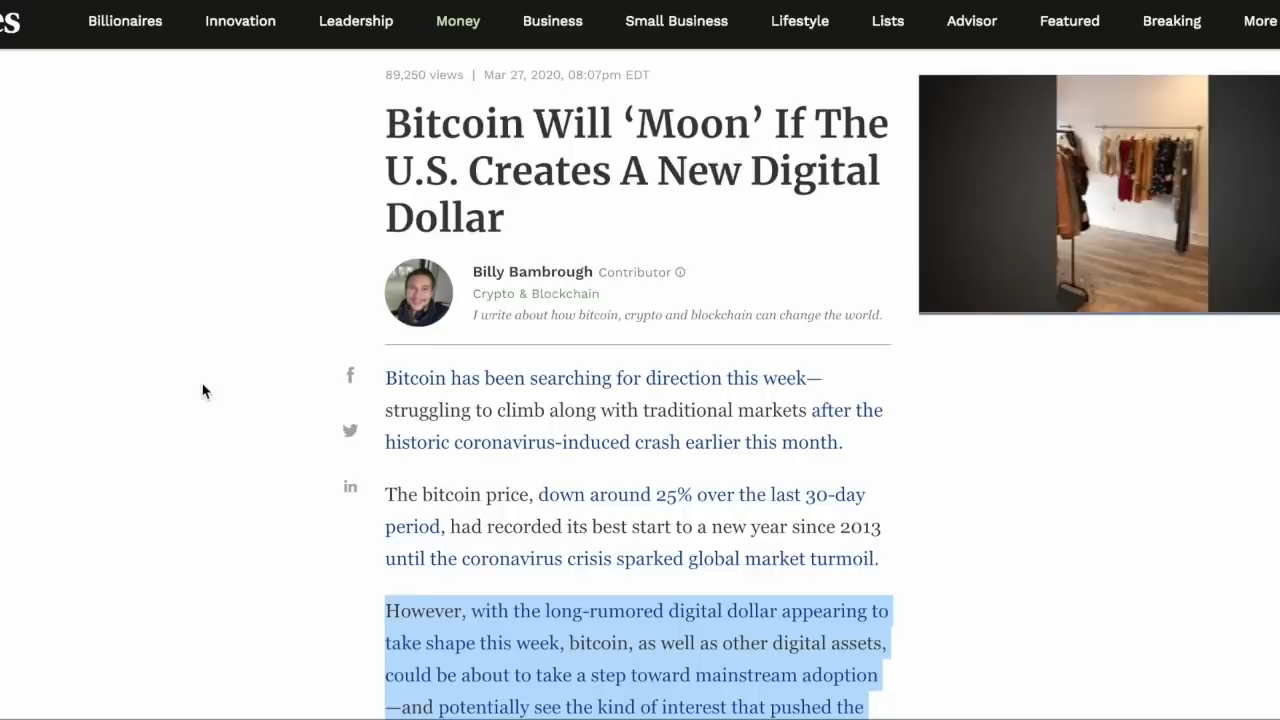 es Billionaires Innovation Leadership Money Business Small Business Lifestyle Lists Advisor Featured Breaking More
89,250 views | Mar 27, 2020, 08:07pm EDT
Bitcoin Will ‘Moon’ If The
U.S. Creates A New Digital
Dollar
Billy Bambrough Contributor
Crypto & Blockchain
I write about how bitcoin, crypto and blockchain can change the world.
Bitcoin has been searching for direction this week—
struggling to climb along with traditional markets after the
historic coronavirus-induced crash earlier this month.
The bitcoin price, down around 25% over the last 30-day
period, had recorded its best start to a new year since 2013
until the coronavirus crisis sparked global market turmoil.
However, with the long-rumored digital dollar appearing to
take shape this week, bitcoin, as well as other digital assets,
could be about to take a step toward mainstream adoption
—and potentially see the kind of interest that pushed the